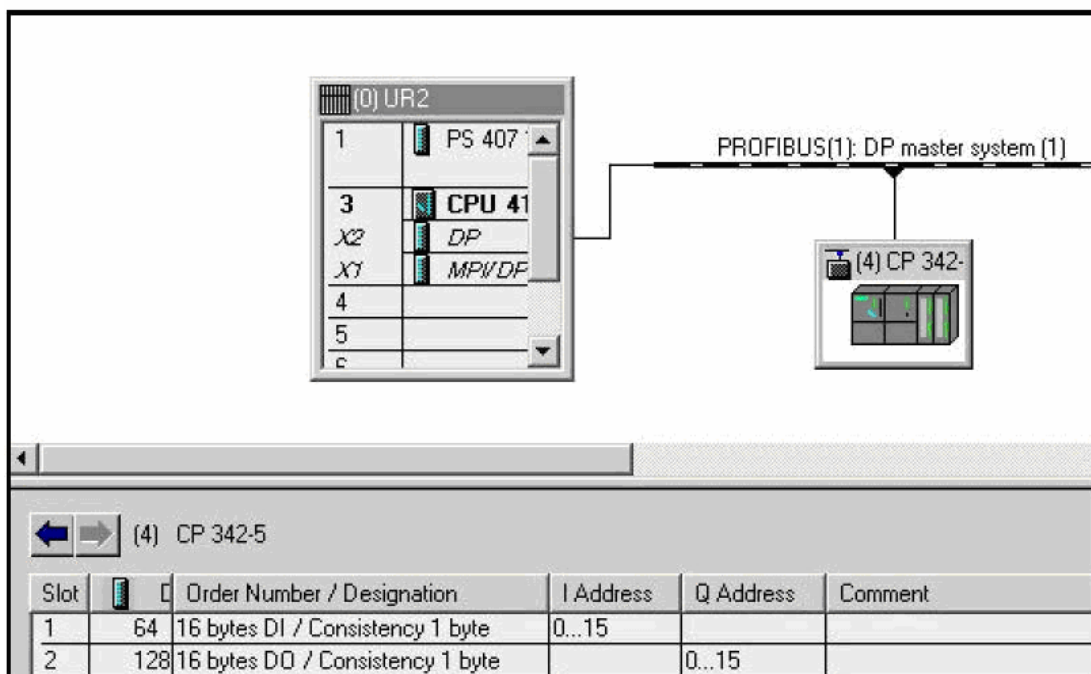 (0) UR2
1 PS 407
3 CPU 41
X2 DP
X1 MPI/DP
4
5
PROFIBUS(1): DP master system (1)
(4) CP 342-
(4) CP 342-5
Slot D Order Number / Designation I Address Q Address Comment
1 64 16 bytes DI / Consistency 1 byte 0...15
2 128 16 bytes DO / Consistency 1 byte 0...15